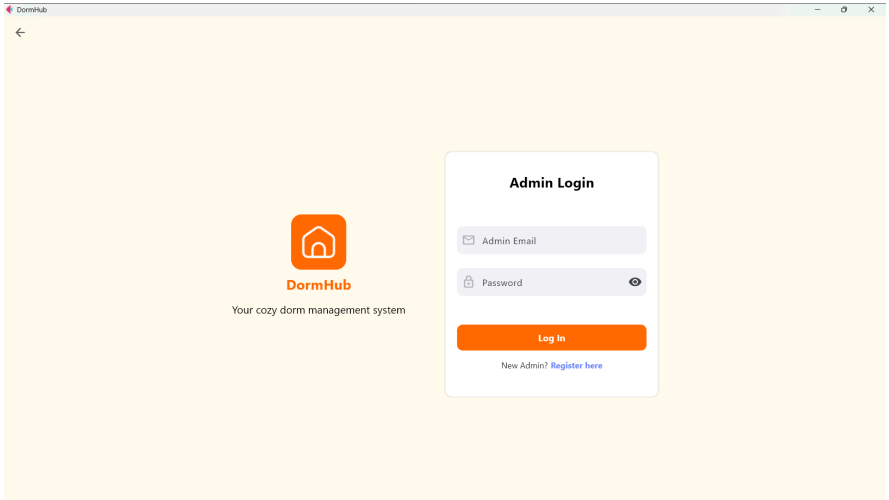 DormHub
Admin Login
Admin Email
Password
Log In
New Admin? Register here
DormHub
Your cozy dorm management system